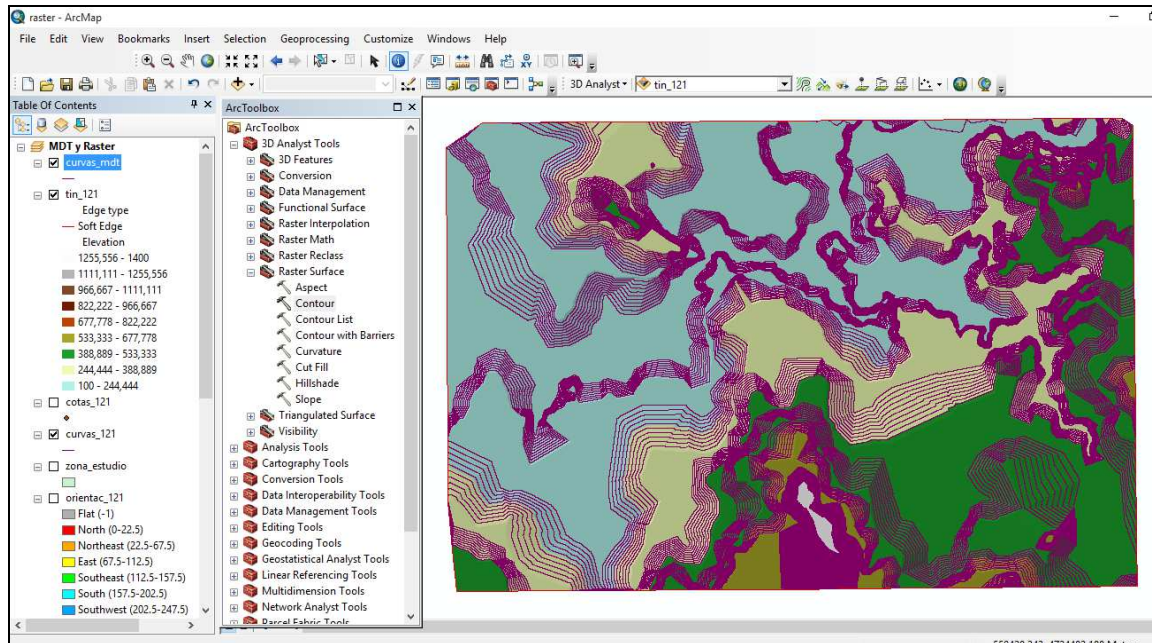 raster - ArcMap
File Edit View Bookmarks Insert Selection Geoprocessing Customize Windows Help
3D Analyst tin_121
Table Of Contents
MDT y Raster
curvas_mdt
tin_121
Edge type
Soft Edge
Elevation
1255,556 - 1400
1111,111 - 1255,556
966,667 - 1111,111
822,222 - 966,667
677,778 - 822,222
533,333 - 677,778
388,889 - 533,333
244,444 - 388,889
100 - 244,444
cotas_121
curvas_121
zona_estudio
orientac_121
Flat (-1)
North (0-22.5)
Northeast (22.5-67.5)
East (67.5-112.5)
Southeast (112.5-157.5)
South (157.5-202.5)
Southwest (202.5-247.5)
ArcToolbox
ArcToolbox
3D Analyst Tools
3D Features
Conversion
Data Management
Functional Surface
Raster Interpolation
Raster Math
Raster Reclass
Raster Surface
Aspect
Contour
Contour List
Contour with Barriers
Curvature
Cut Fill
Hillshade
Slope
Triangulated Surface
Visibility
Analysis Tools
Cartography Tools
Conversion Tools
Data Interoperability Tools
Data Management Tools
Editing Tools
Geocoding Tools
Geostatistical Analyst Tools
Linear Referencing Tools
Multidimension Tools
Network Analyst Tools
Parcel Fabric Tools